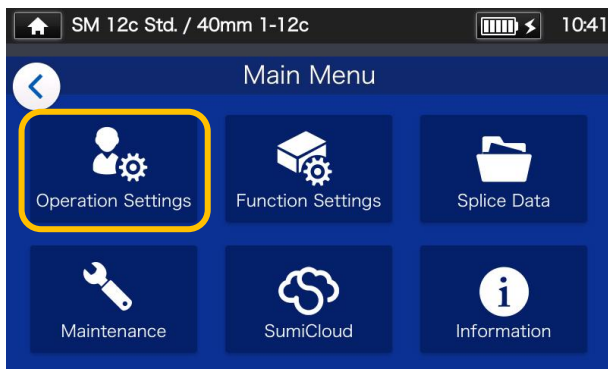 SM 12c Std. / 40mm 1-12c 10:41
Main Menu
Operation Settings Function Settings Splice Data
Maintenance SumiCloud Information